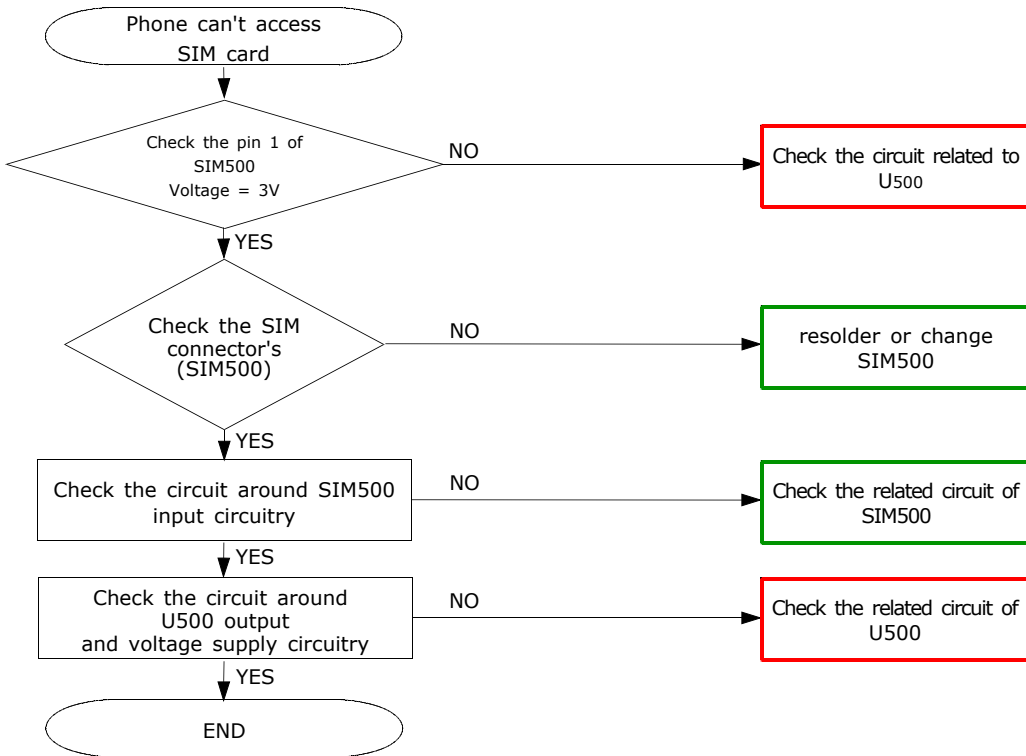 Phone can't access
SIM card
Check the pin 1 of
SIM500
Voltage = 3V
NO
Check the circuit related to
U500
YES
Check the SIM
connector's
(SIM500)
NO
resolder or change
SIM500
YES
Check the circuit around SIM500
input circuitry
NO
Check the related circuit of
SIM500
YES
Check the circuit around
U500 output
and voltage supply circuitry
NO
Check the related circuit of
U500
YES
END